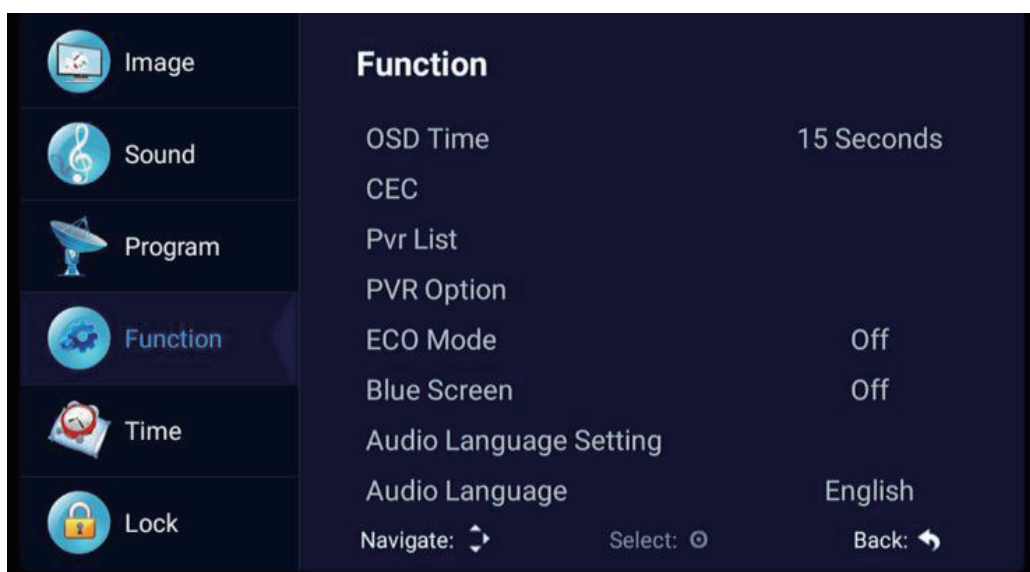 Image
Sound
Program
Function
Time
Lock
Function
OSD Time 15 Seconds
CEC
Pvr List
PVR Option
ECO Mode Off
Blue Screen Off
Audio Language Setting
Audio Language English
Navigate: Select: Back: